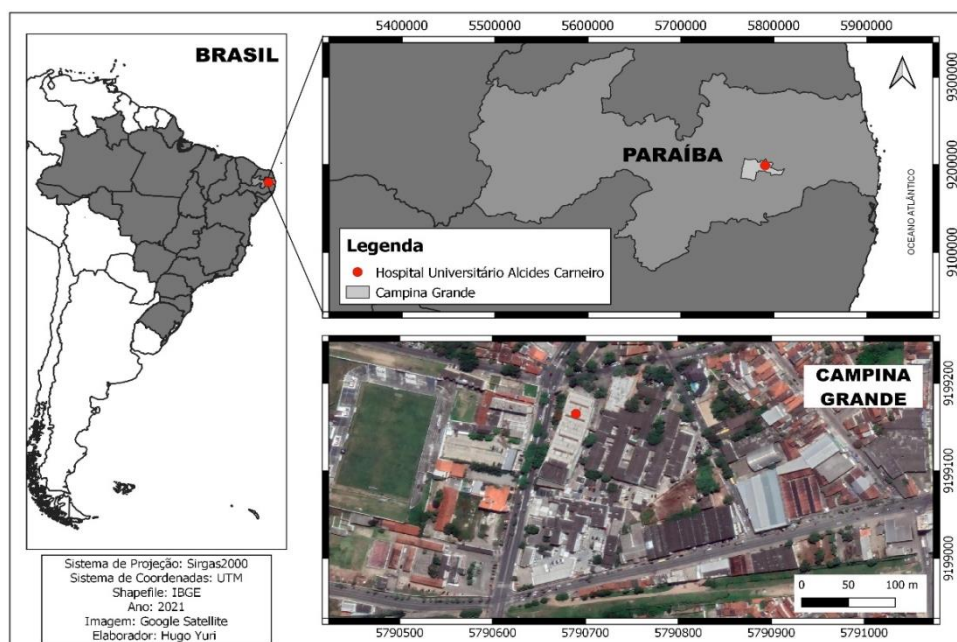 BRASIL
5400000 5500000 5600000 5700000 5800000 5900000
9300000
9200000
9100000
PARAÍBA
OCEANO ATLÂNTICO
Legenda
Hospital Universitário Alcides Carneiro
Campina Grande
CAMPINA
GRANDE
9199200
9199100
9199000
0 50 100 m
5790500 5790600 5790700 5790800 5790900 5791000
Sistema de Projeção: Sirgas2000
Sistema de Coordenadas: UTM
Shapefile: IBGE
Ano: 2021
Imagem: Google Satellite
Elaborador: Hugo Yuri